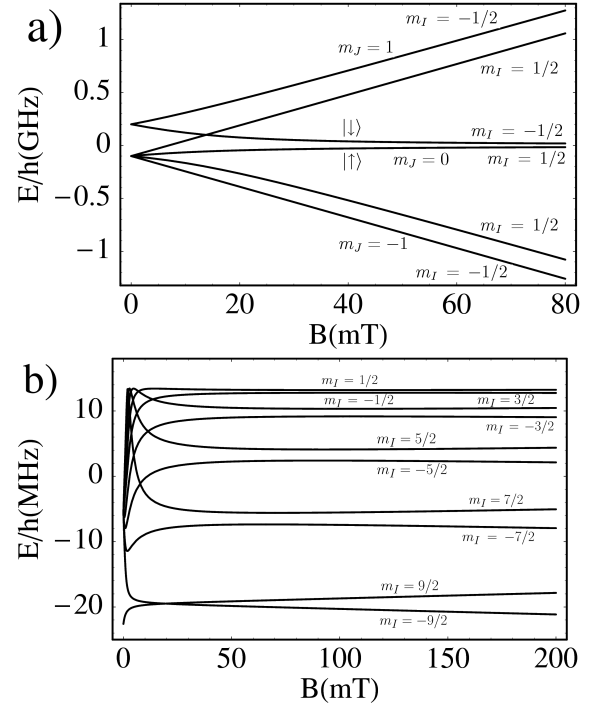 a)
m_I = −1/2
m_J = 1
m_I = 1/2
|↓⟩
m_I = −1/2
|↑⟩
m_J = 0
m_I = 1/2
m_I = 1/2
m_J = −1
m_I = −1/2
1
0.5
0
−0.5
−1
E/h(GHz)
0 20 40 60 80
B(mT)
b)
m_I = 1/2
m_I = −1/2
m_I = 3/2
m_I = −3/2
m_I = 5/2
m_I = −5/2
m_I = 7/2
m_I = −7/2
m_I = 9/2
m_I = −9/2
10
0
−10
−20
E/h(MHz)
0 50 100 150 200
B(mT)